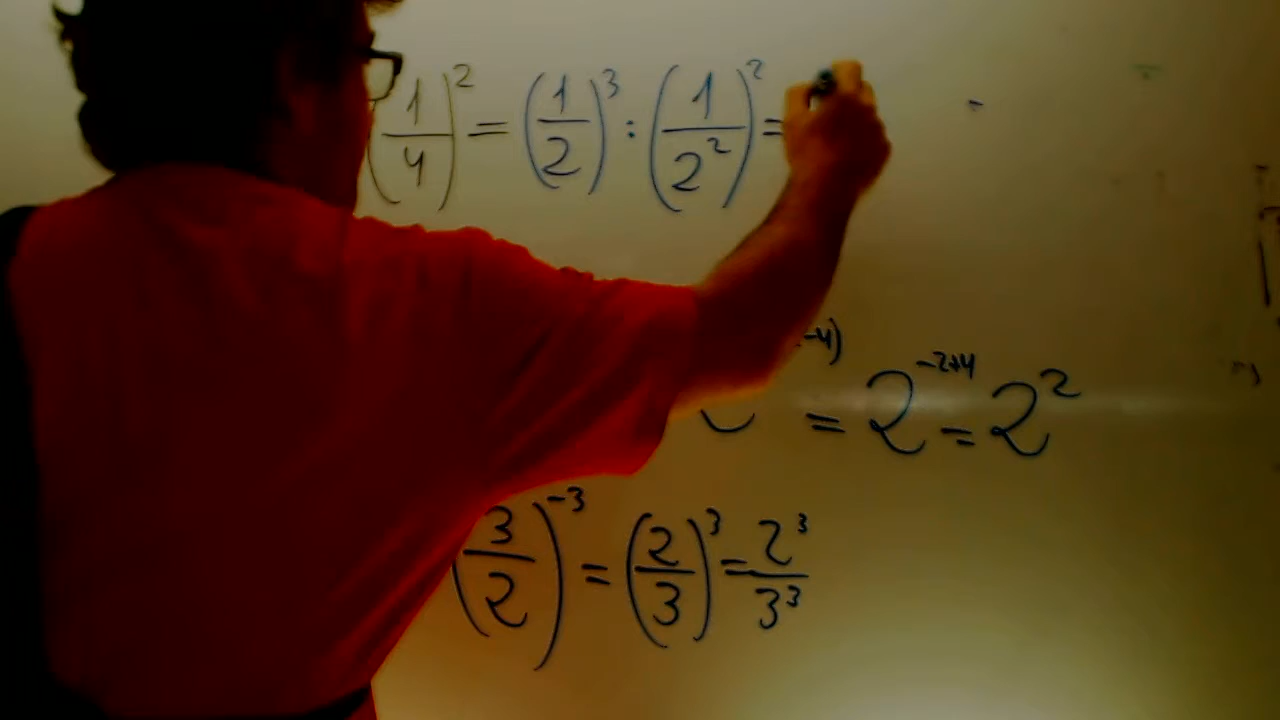 (1/4)² = (1/2)³ : (1/2²)² =
-4) = 2⁻²⁺⁴ = 2²
(3/2)⁻³ = (2/3)³ = 2³/3³